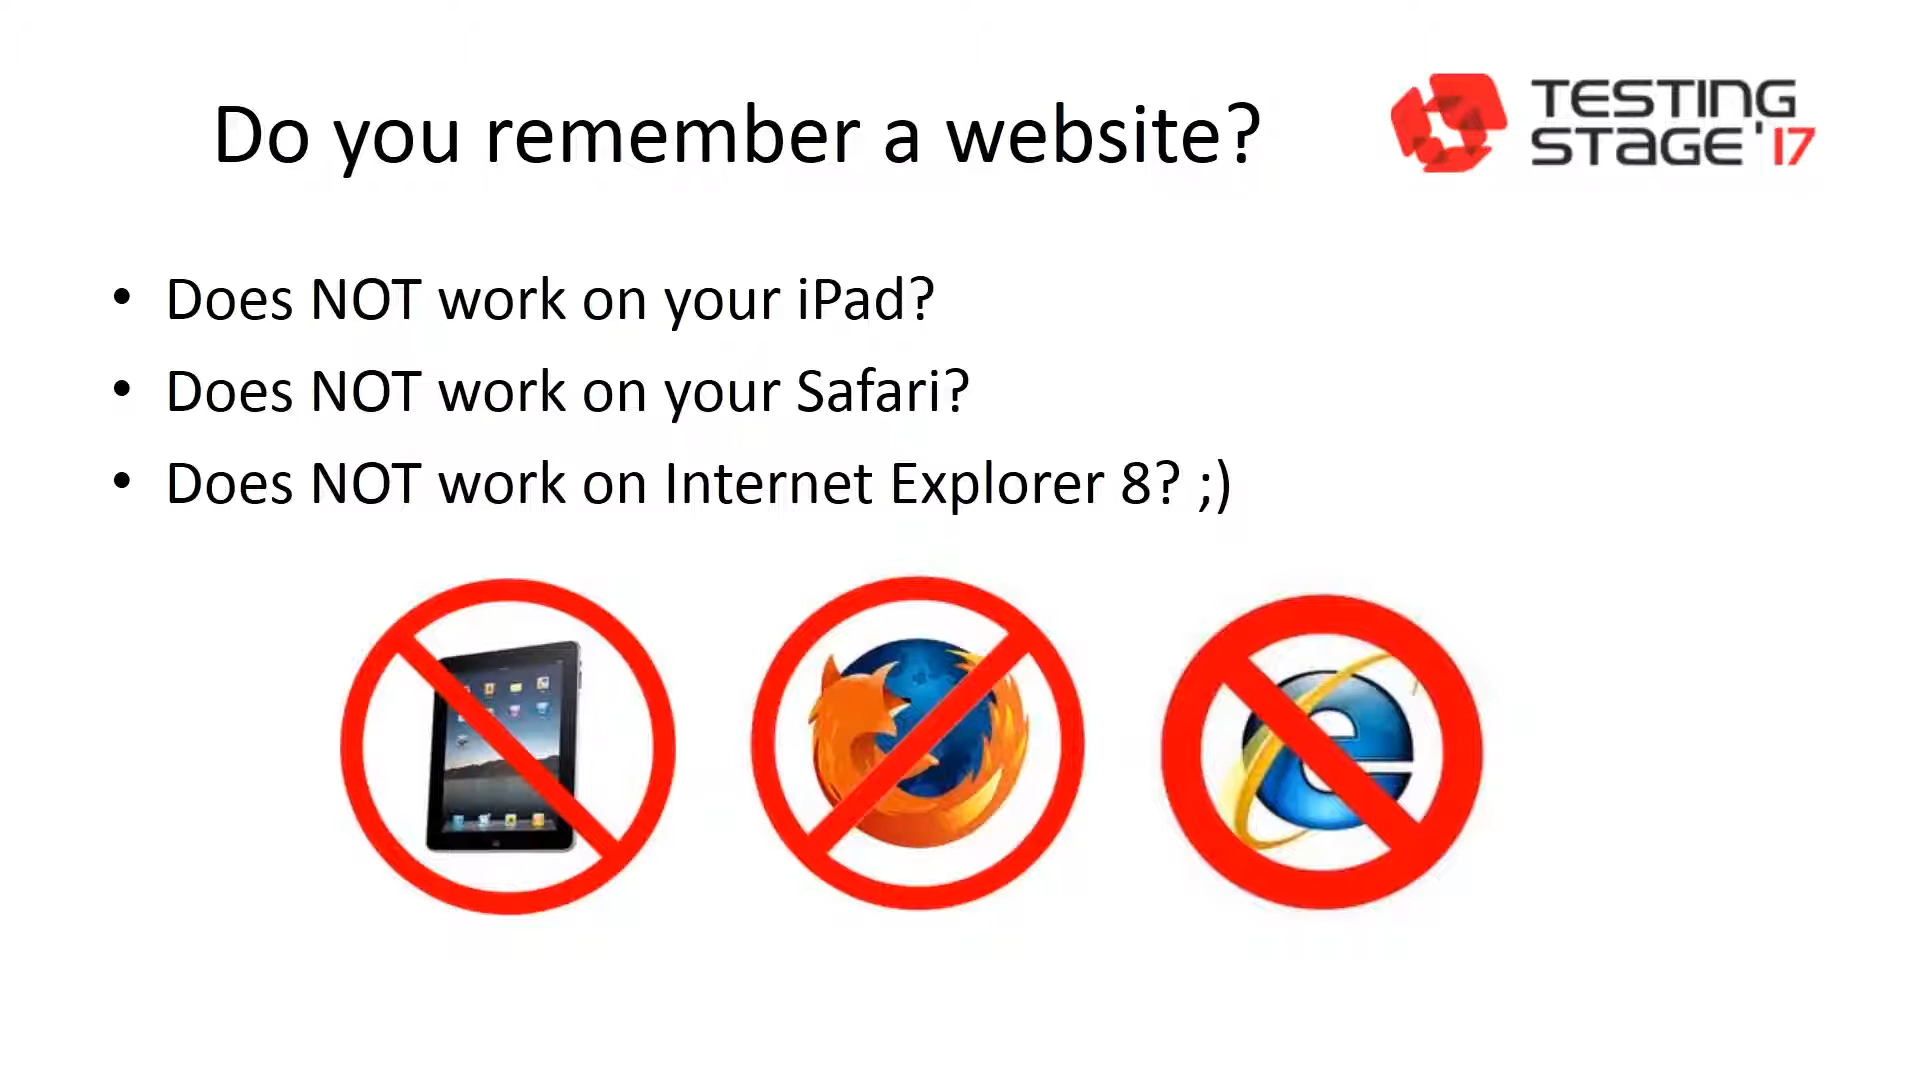 Do you remember a website?
TESTING
STAGE'17
• Does NOT work on your iPad?
• Does NOT work on your Safari?
• Does NOT work on Internet Explorer 8? ;)